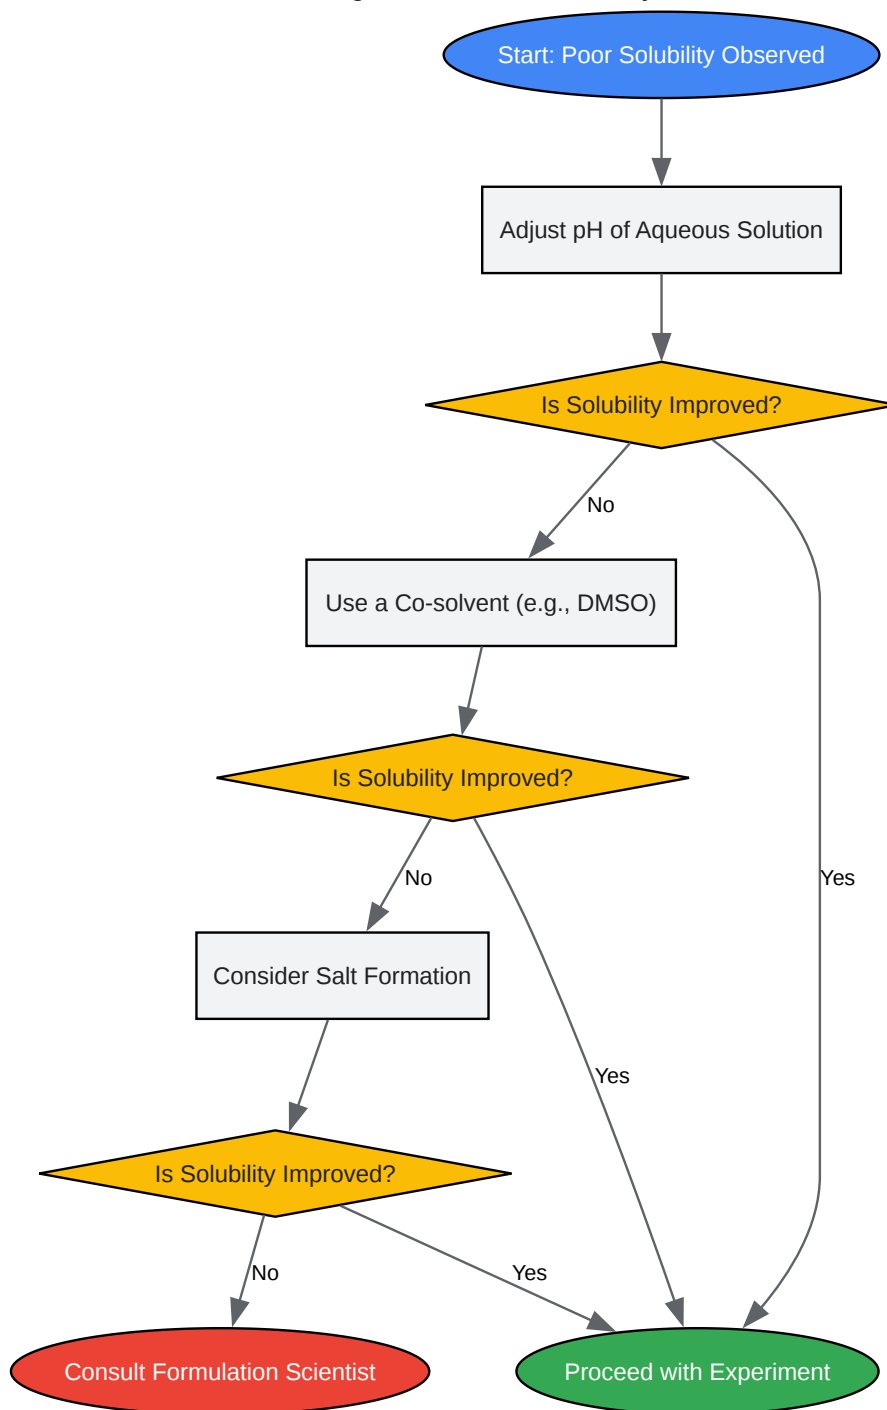 Start: Poor Solubility Observed
Adjust pH of Aqueous Solution
Is Solubility Improved?
No
Use a Co-solvent (e.g., DMSO)
Is Solubility Improved?
Yes
No
Consider Salt Formation
Yes
Is Solubility Improved?
No
Yes
Consult Formulation Scientist
Proceed with Experiment